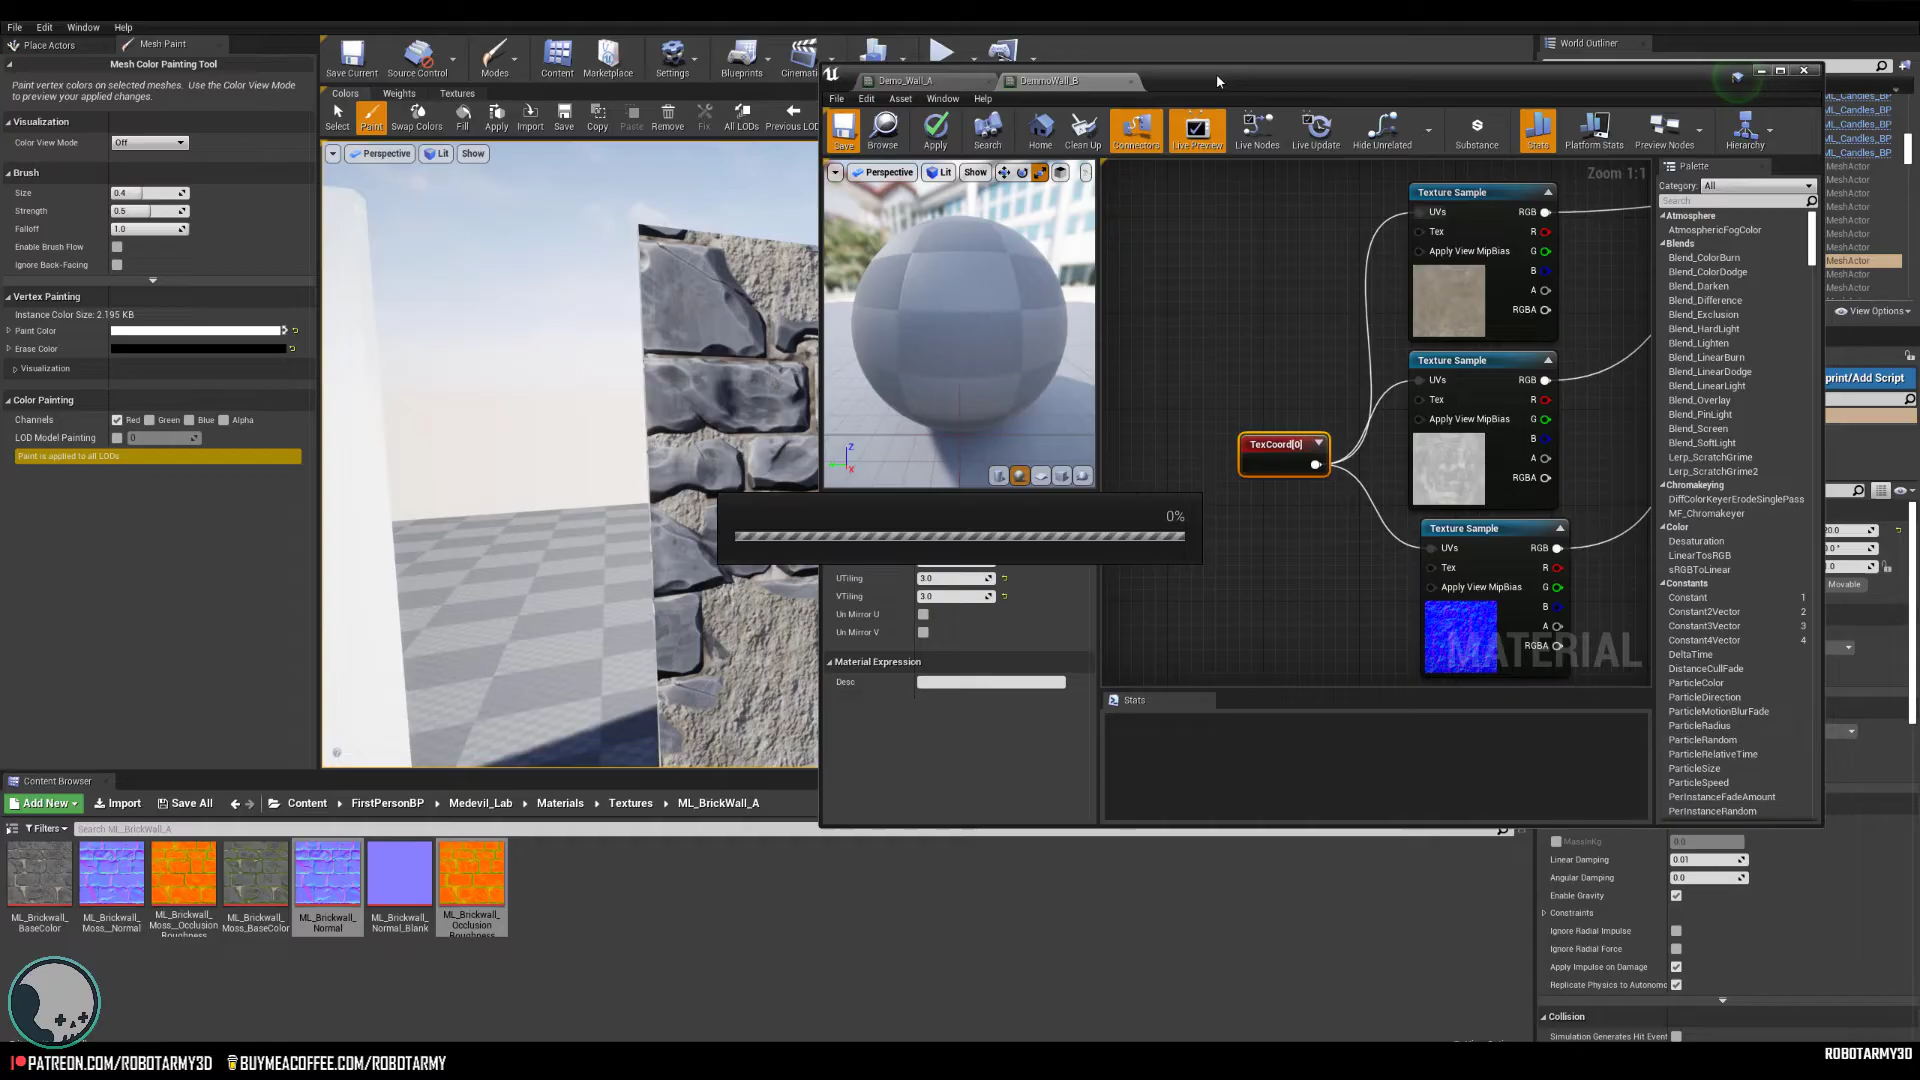 File Edit Window Help
Place Actors Mesh Paint
Mesh Color Painting Tool
Paint vertex colors on selected meshes. Use the Color View Mode
to preview your applied changes.
Visualization
Color View Mode Off
Brush
Size 0.4
Strength 0.5
Falloff 1.0
Enable Brush Flow
Ignore Back-Facing
Vertex Painting
Instance Color Size: 2.195 KB
Paint Color
Erase Color
Visualization
Color Painting
Channels Red Green Blue Alpha
LOD Model Painting 0
Paint is applied to all LODs
Save Current Source Control Modes Content Marketplace Settings Blueprints
Colors Weights Textures
Select Paint Swap Colors Fill Apply Import Save Copy Paste Remove Fix All LODs
Perspective Lit Show
Demo_Wall_A DemmoWall_B
File Edit Asset Window Help
Save Browse Apply Search Home Clean Up Connectors Live Preview Live Nodes Live Update Hide Unrelated Substance Stats Platform Stats Preview Nodes Hierarchy
Perspective Lit Show
Zoom 1:1
Texture Sample
UVs RGB
Tex R
Apply View MipBias G
B
A
RGBA
Texture Sample
UVs RGB
Tex R
Apply View MipBias G
B
A
RGBA
TexCoord[0]
Texture Sample
UVs RGB
Tex R
Apply View MipBias G
B
A
RGBA
MATERIAL
0%
UTiling 3.0
VTiling 3.0
Un Mirror U
Un Mirror V
Material Expression
Desc
Stats
Palette
Category: All
Search
Atmosphere
AtmosphericFogColor
Blends
Blend_ColorBurn
Blend_ColorDodge
Blend_Darken
Blend_Difference
Blend_Exclusion
Blend_HardLight
Blend_Lighten
Blend_LinearBurn
Blend_LinearDodge
Blend_LinearLight
Blend_Overlay
Blend_PinLight
Blend_Screen
Blend_SoftLight
Lerp_ScratchGrime
Lerp_ScratchGrime2
Chromakeying
DiffColorKeyerErodeSinglePass
MF_Chromakeyer
Color
Desaturation
LinearTosRGB
sRGBToLinear
Constants
Constant 1
Constant2Vector 2
Constant3Vector 3
Constant4Vector 4
DeltaTime
DistanceCullFade
ParticleColor
ParticleDirection
ParticleMotionBlurFade
ParticleRadius
ParticleRandom
ParticleRelativeTime
ParticleSize
ParticleSpeed
PerInstanceFadeAmount
PerInstanceRandom
World Outliner
ML_Candles_BP
ML_Candles_BP
ML_Candles_BP
ML_Candles_BP
MeshActor
MeshActor
MeshActor
MeshActor
MeshActor
MeshActor
MeshActor
MeshActor
MeshActor
View Options
print/Add Script
Movable
MassInKg 0.0
Linear Damping 0.01
Angular Damping 0.0
Enable Gravity
Constraints
Ignore Radial Impulse
Ignore Radial Force
Apply Impulse on Damage
Replicate Physics to Autonomo
Collision
Simulation Generates Hit Event
Content Browser
Add New Import Save All Content FirstPersonBP Medevil_Lab Materials Textures ML_BrickWall_A
Filters Search ML_BrickWall_A
ML_Brickwall_BaseColor
ML_Brickwall_Moss__Normal
ML_Brickwall_Moss__Occlusion
ML_Brickwall_Moss_BaseColor
ML_Brickwall_Normal
ML_Brickwall_Normal_Blank
ML_Brickwall_Occlusion
PATREON.COM/ROBOTARMY3D BUYMEACOFFEE.COM/ROBOTARMY
ROBOTARMY3D